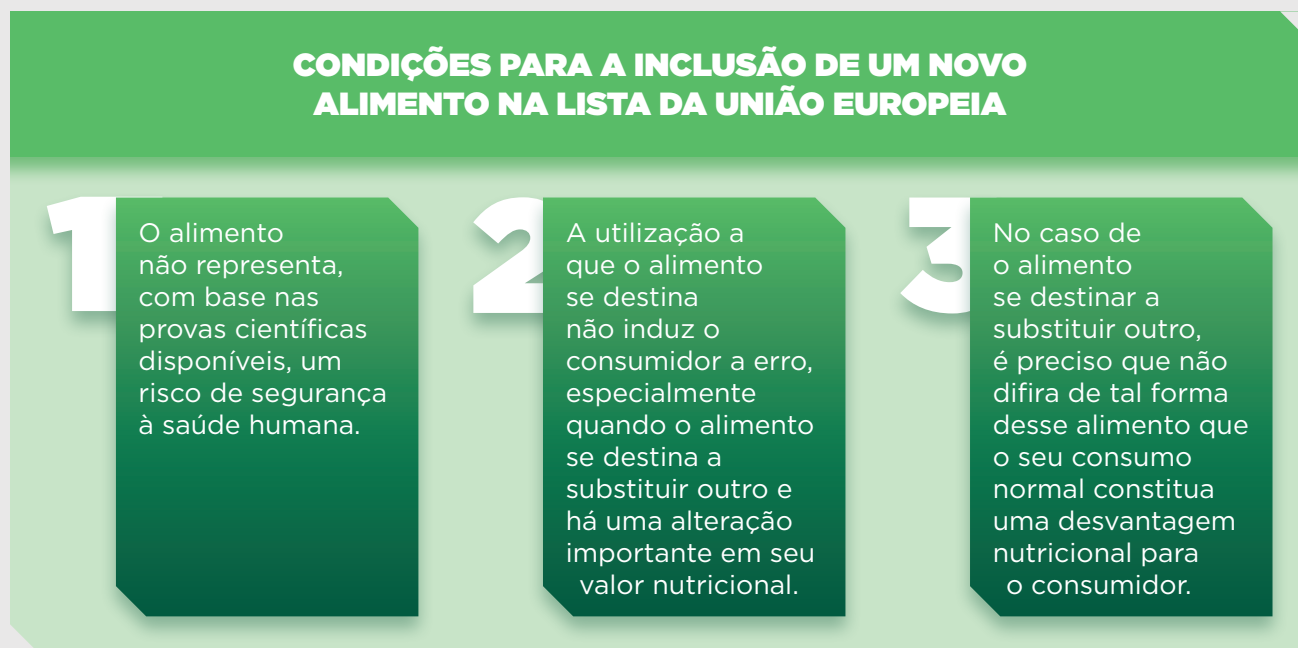 CONDIÇÕES PARA A INCLUSÃO DE UM NOVO
ALIMENTO NA LISTA DA UNIÃO EUROPEIA
1
O alimento
não representa,
com base nas
provas científicas
disponíveis, um
risco de segurança
à saúde humana.
2
A utilização a
que o alimento
se destina
não induz o
consumidor a erro,
especialmente
quando o alimento
se destina a
substituir outro e
há uma alteração
importante em seu
valor nutricional.
3
No caso de
o alimento
se destinar a
substituir outro,
é preciso que não
difira de tal forma
desse alimento que
o seu consumo
normal constitua
uma desvantagem
nutricional para
o consumidor.